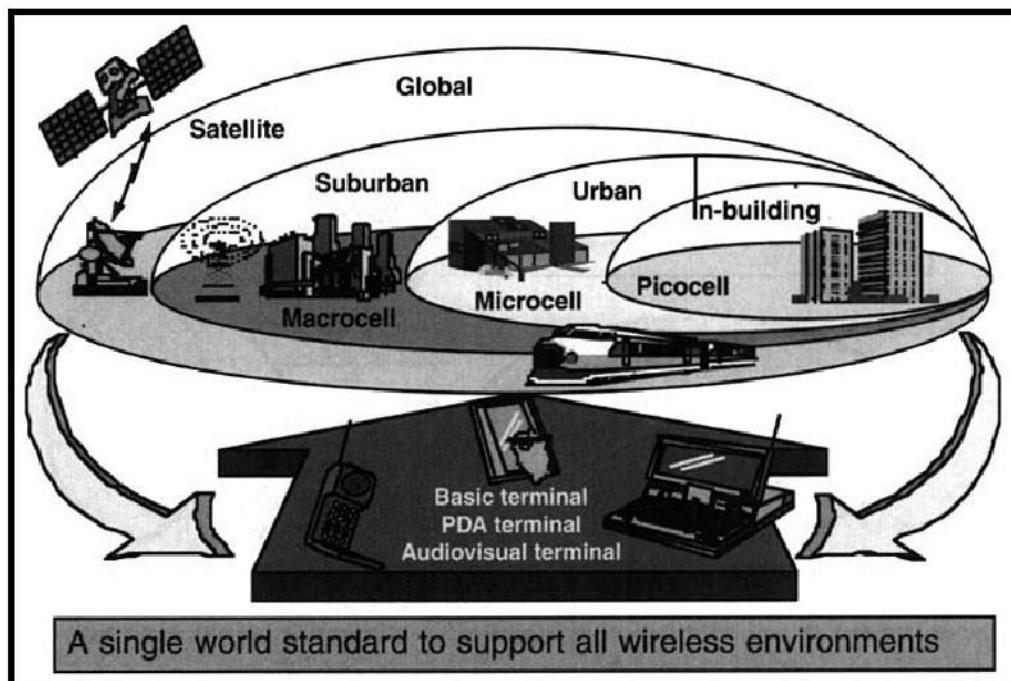 Global
Satellite
Suburban
Urban
In-building
Macrocell
Microcell
Picocell
Basic terminal
PDA terminal
Audiovisual terminal
A single world standard to support all wireless environments